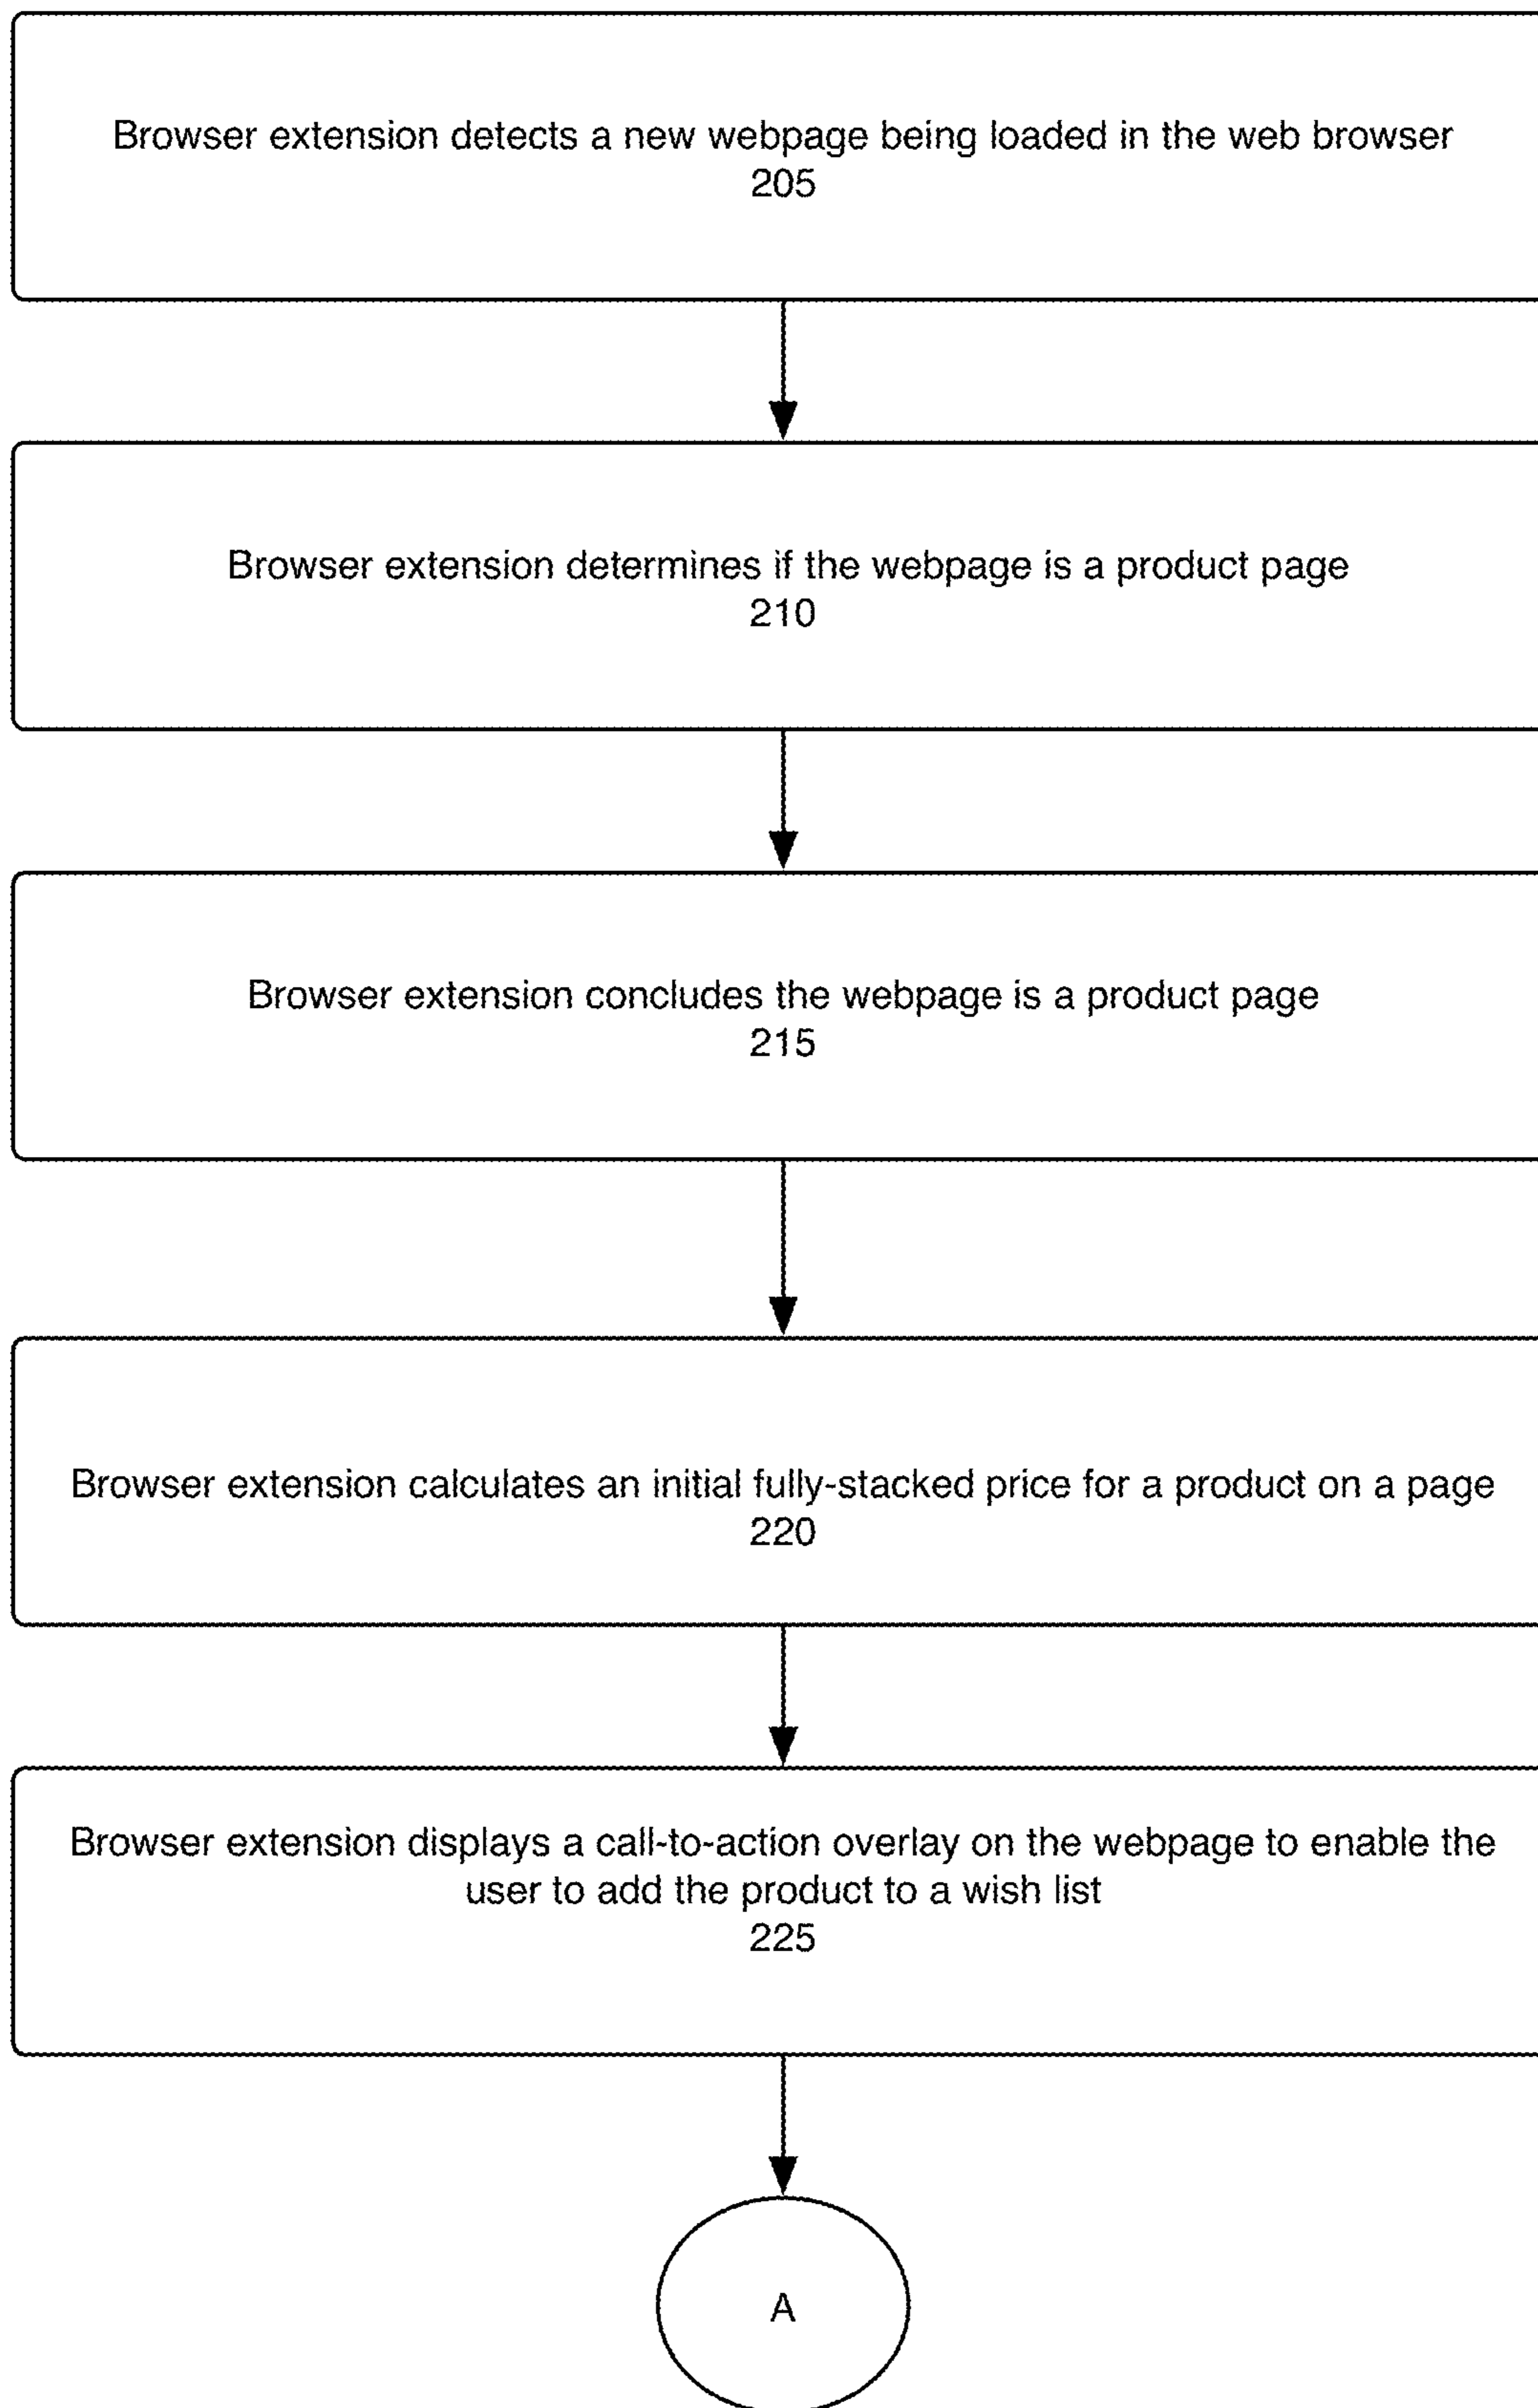 Browser extension detects a new webpage being loaded in the web browser
205
Browser extension determines if the webpage is a product page
210
Browser extension concludes the webpage is a product page
215
Browser extension calculates an initial fully-stacked price for a product on a page
220
Browser extension displays a call-to-action overlay on the webpage to enable the
user to add the product to a wish list
225
A